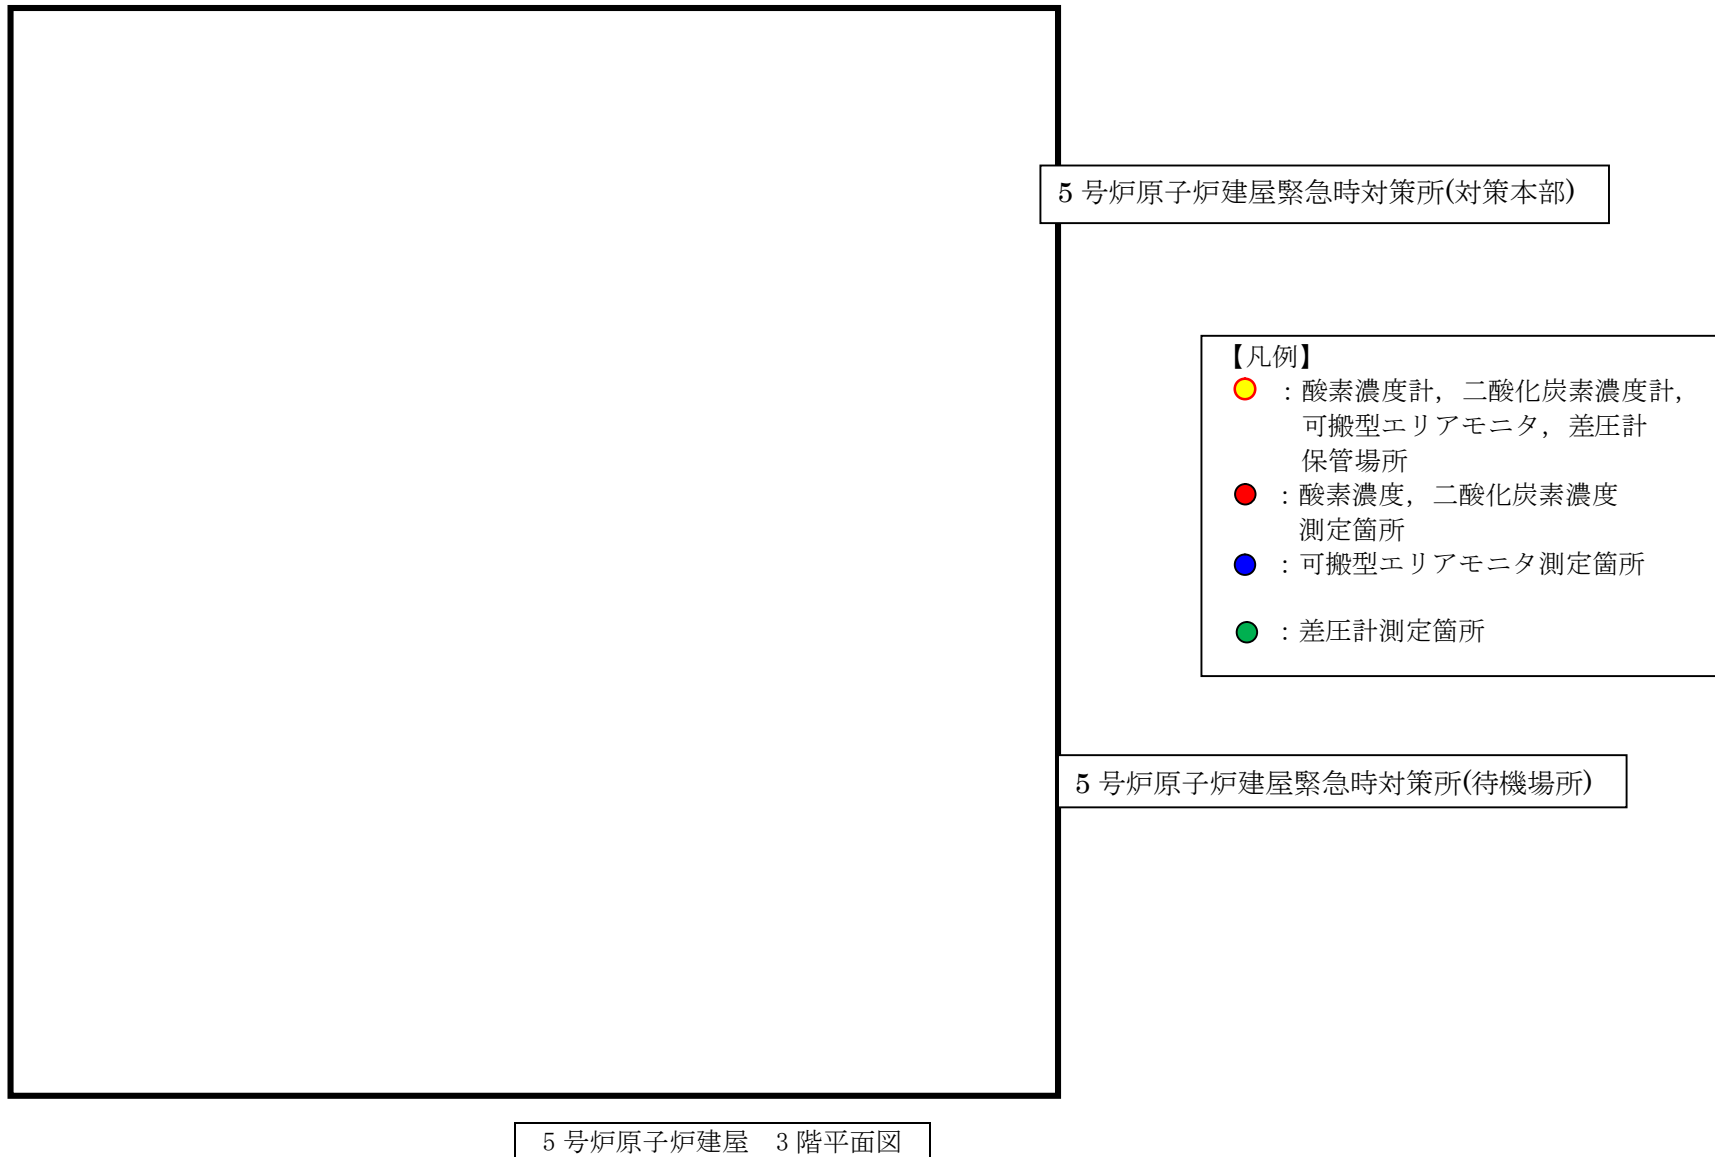 5 号炉原子炉建屋緊急時対策所(対策本部)
【凡例】
：酸素濃度計，二酸化炭素濃度計，
可搬型エリアモニタ，差圧計
保管場所
：酸素濃度，二酸化炭素濃度
測定箇所
：可搬型エリアモニタ測定箇所
：差圧計測定箇所
5 号炉原子炉建屋緊急時対策所(待機場所)
5 号炉原子炉建屋　3 階平面図